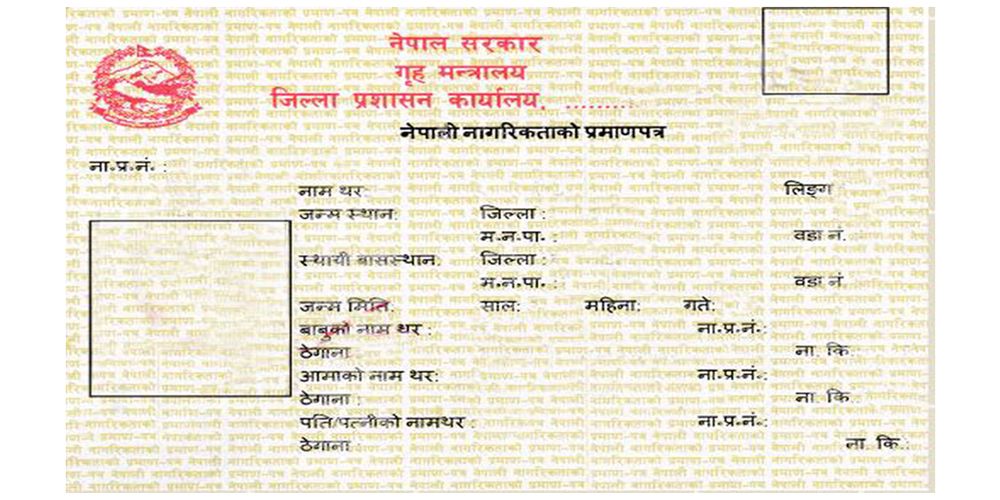 नेपाल सरकार
गृह मन्त्रालय
जिल्ला प्रशासन कार्यालय, ..........
नेपाली नागरिकताको प्रमाणपत्र
ना॰प्र॰नं॰ :
नाम थर: लिङ्ग :
जन्म स्थान: जिल्ला :
म॰न॰पा॰ : वडा नं.
स्थायी बासस्थान: जिल्ला :
म॰न॰पा॰ : वडा नं.
जन्म मिति: साल: महिना: गते:
बाबुको नाम थर : ना॰प्र॰नं॰:
ठेगाना ना. कि.:
आमाको नाम थर: ना॰प्र॰नं॰:
ठेगाना : ना. कि.:
पति/पत्नीको नामथर : ना॰प्र॰नं॰:
ठेगाना : ना. कि.: